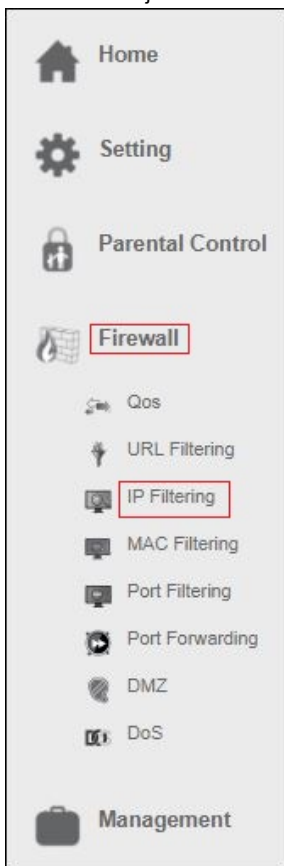 Home
Setting
Parental Control
Firewall
Qos
URL Filtering
IP Filtering
MAC Filtering
Port Filtering
Port Forwarding
DMZ
DoS
Management